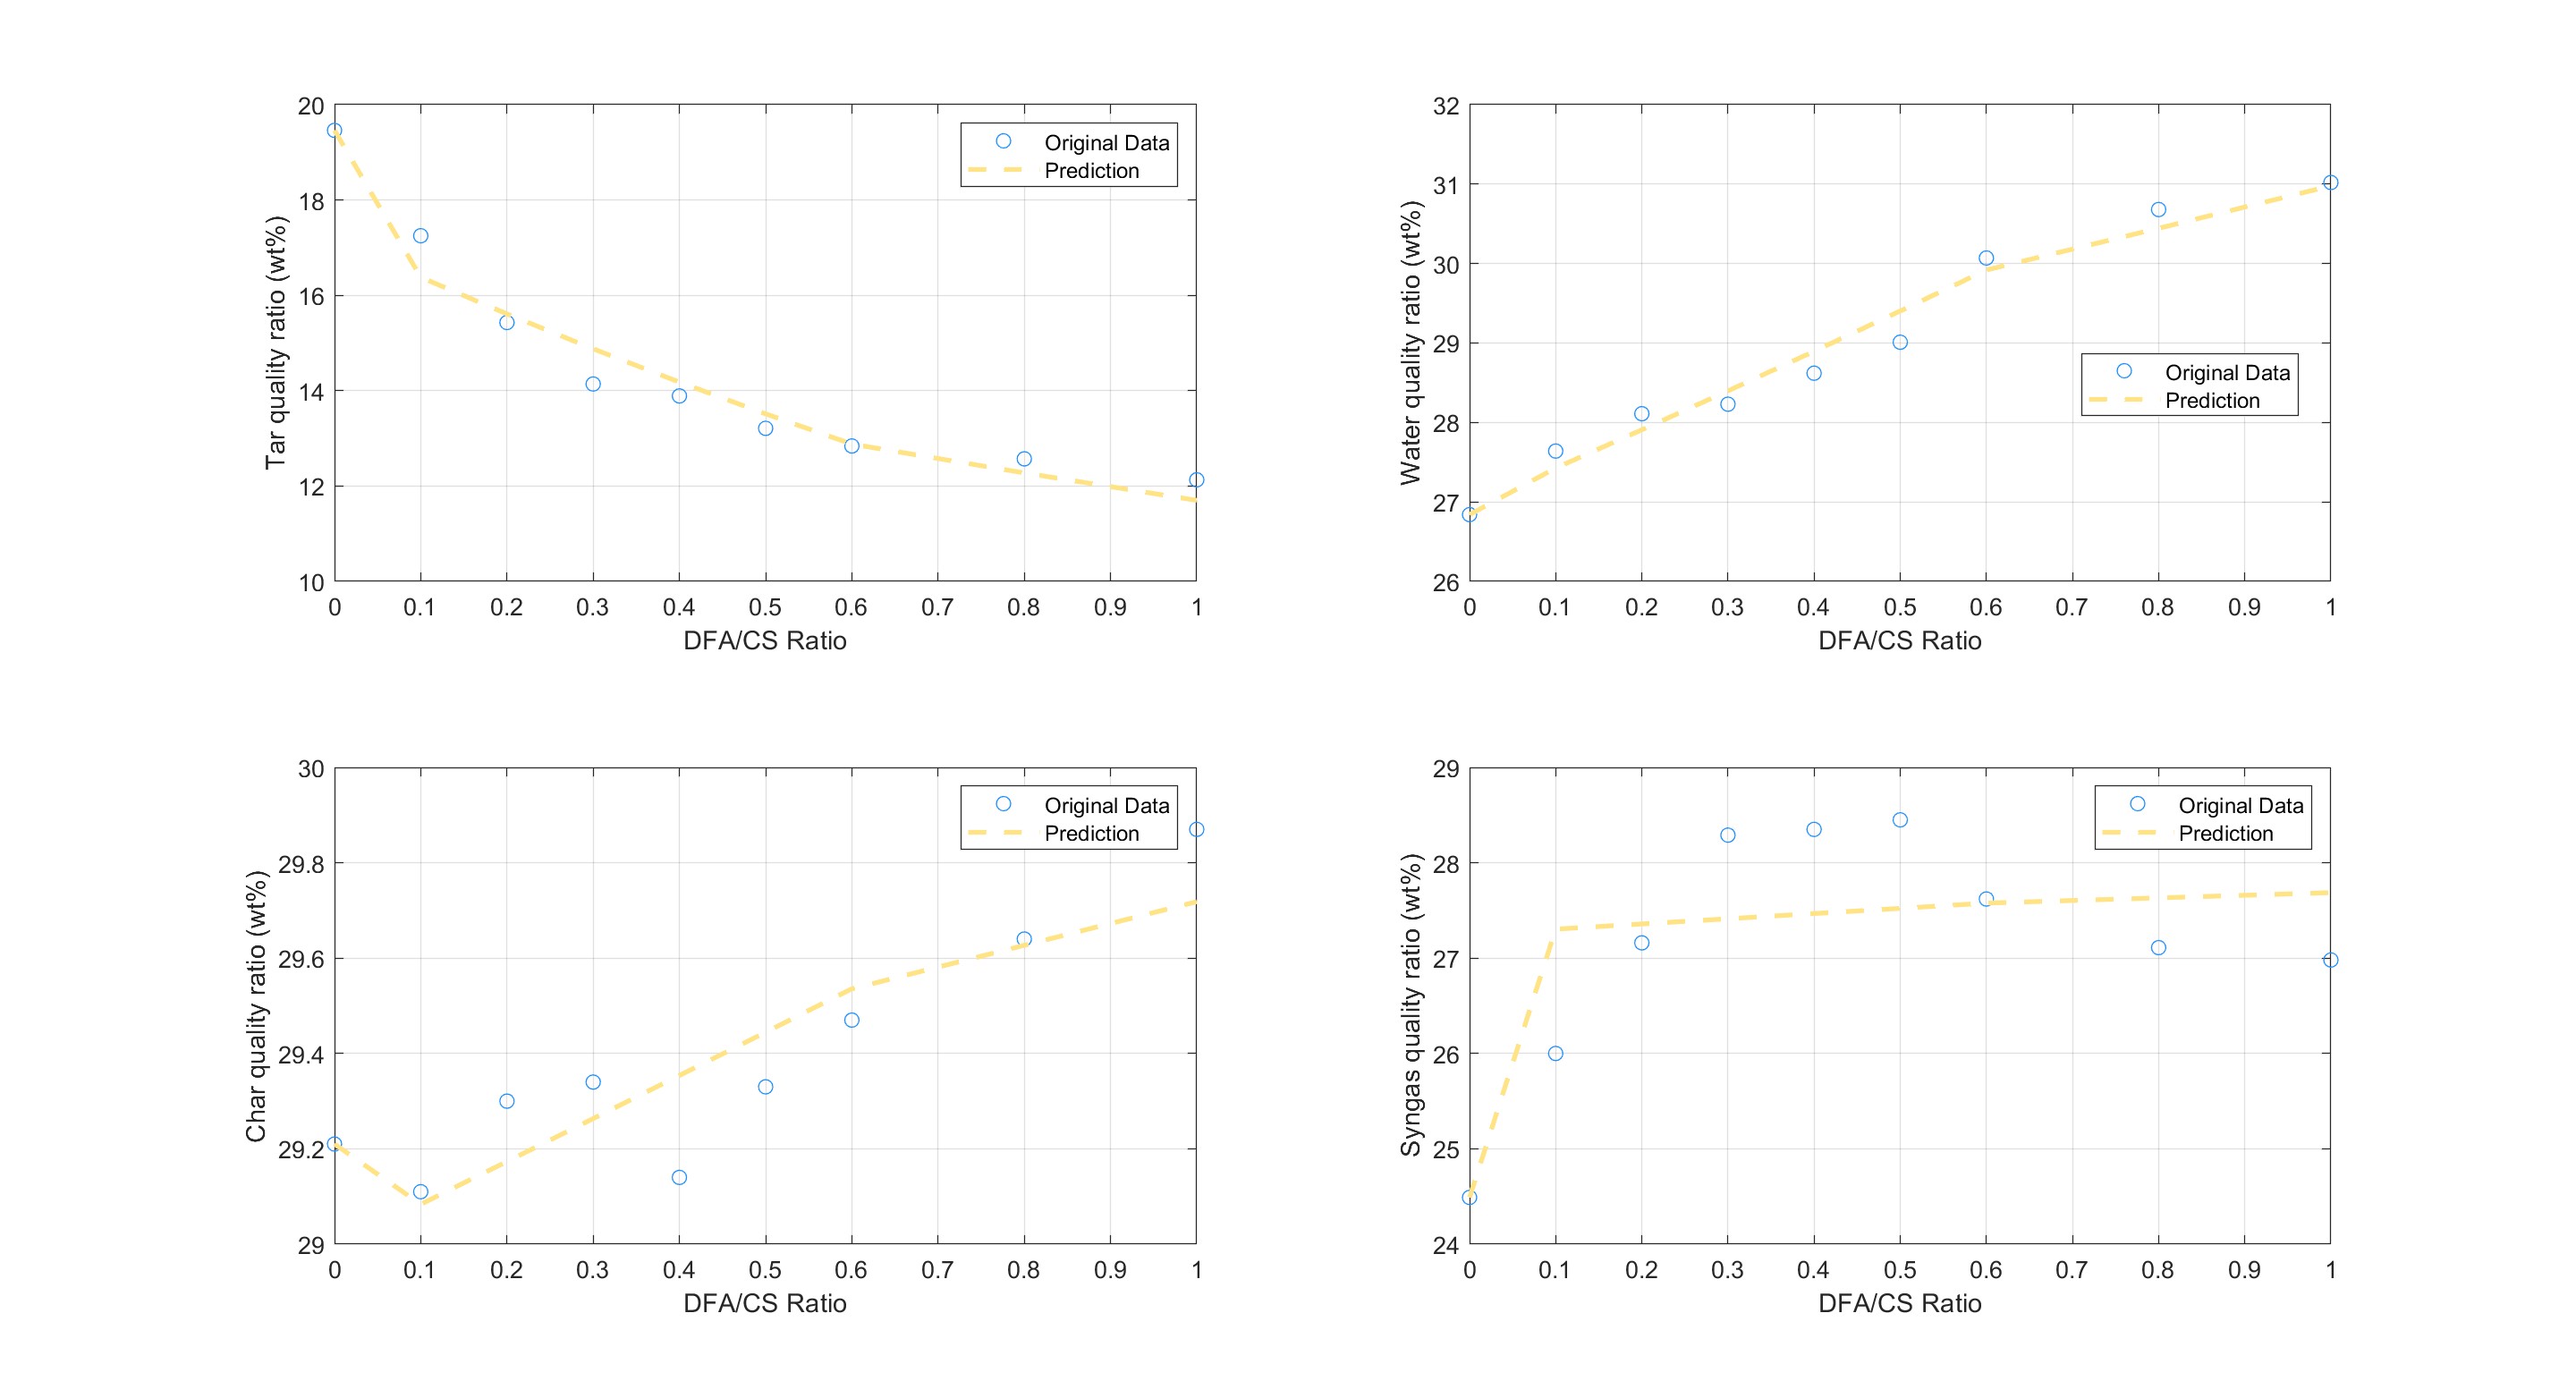 Tar quality ratio (wt%)
20
18
16
14
12
10
0 0.1 0.2 0.3 0.4 0.5 0.6 0.7 0.8 0.9 1
DFA/CS Ratio
Original Data
Prediction
Water quality ratio (wt%)
32
31
30
29
28
27
26
0 0.1 0.2 0.3 0.4 0.5 0.6 0.7 0.8 0.9 1
DFA/CS Ratio
Original Data
Prediction
Char quality ratio (wt%)
30
29.8
29.6
29.4
29.2
29
0 0.1 0.2 0.3 0.4 0.5 0.6 0.7 0.8 0.9 1
DFA/CS Ratio
Original Data
Prediction
Syngas quality ratio (wt%)
29
28
27
26
25
24
0 0.1 0.2 0.3 0.4 0.5 0.6 0.7 0.8 0.9 1
DFA/CS Ratio
Original Data
Prediction